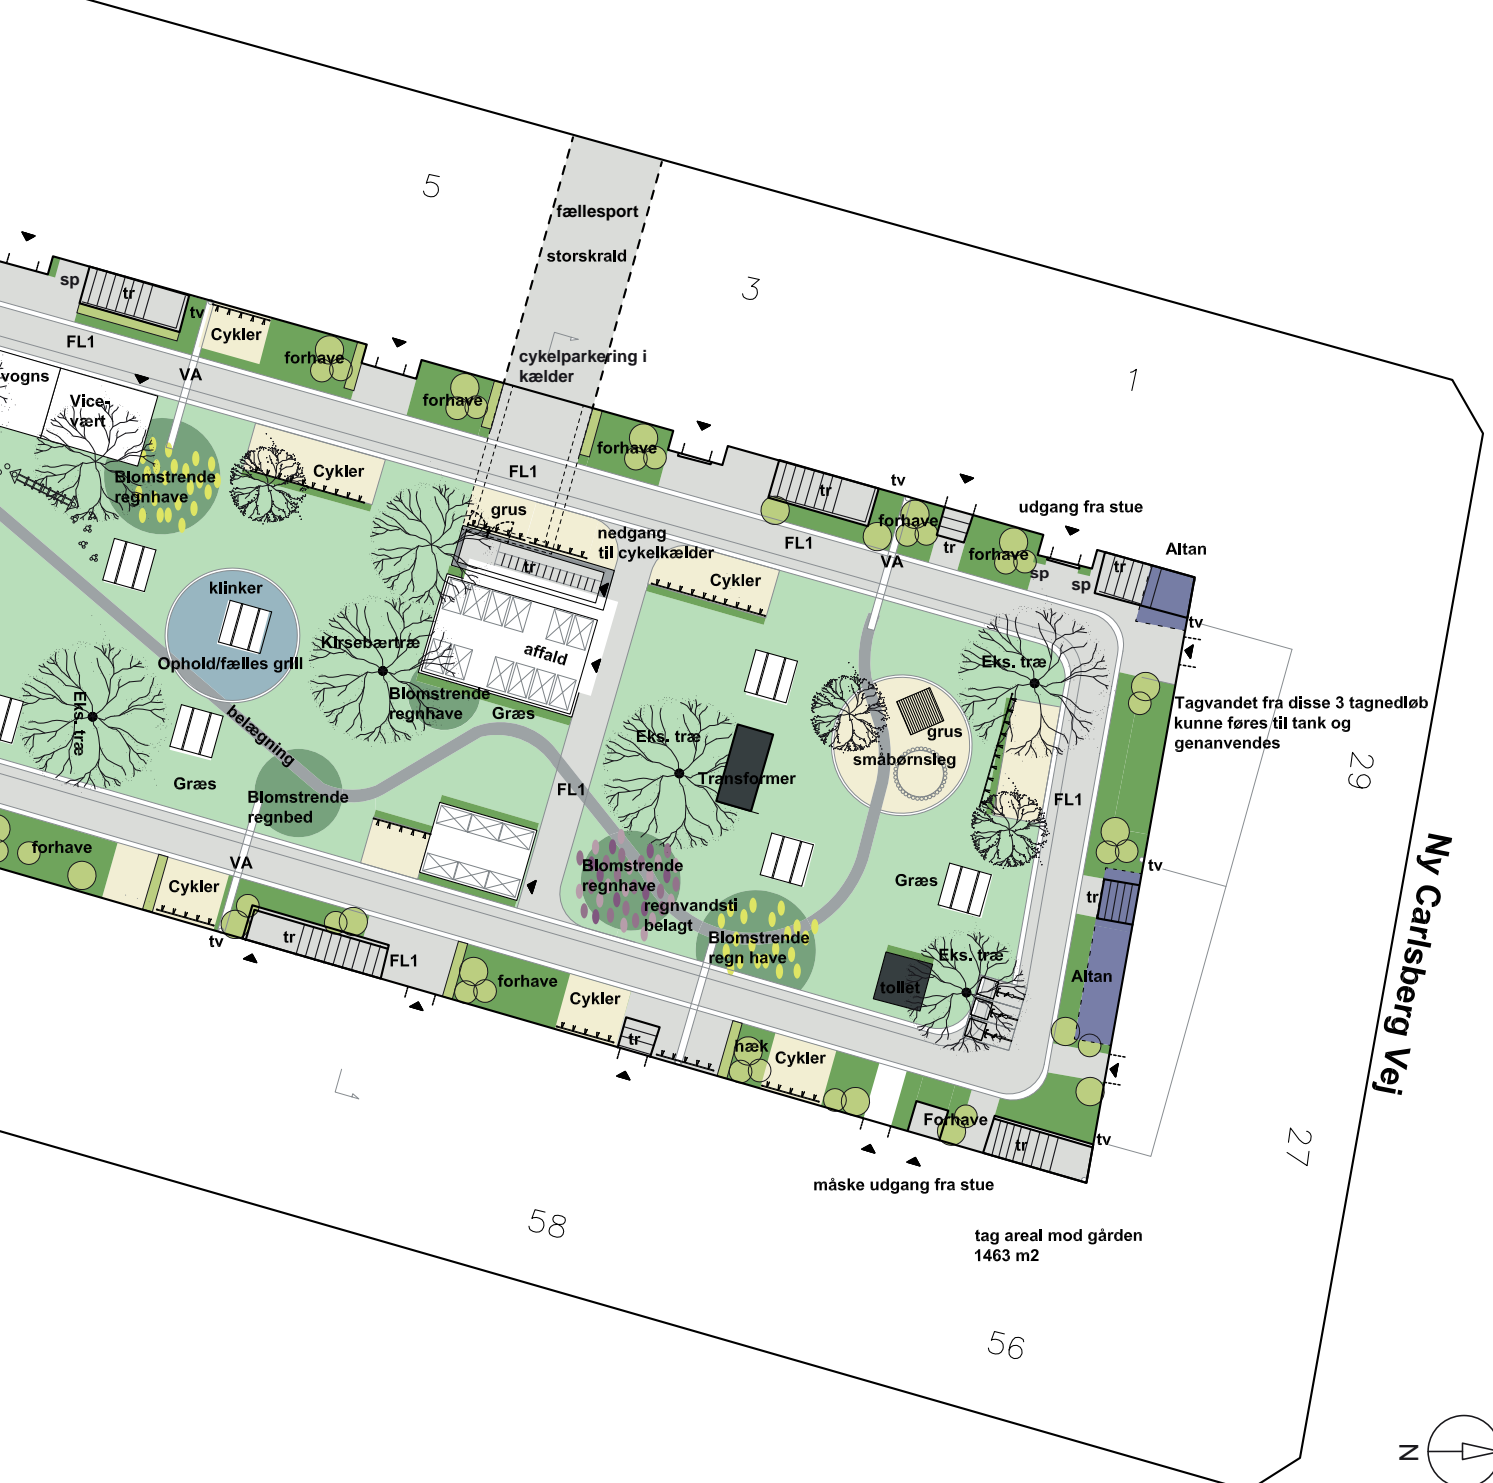 5
fællesport
storskrald
3
sp
tr
tv
Cykler
FL1
forhave
cykelparkering i
kælder
VA
vogns
Vice-
vært
forhave
1
forhave
Blomstrende
regnhave
Cykler
FL1
grus
tr
tv
forhave
udgang fra stue
nedgang
til cykelkælder
FL1
tr
forhave
Altan
tr
VA
sp
sp
tr
Cykler
klinker
tv
Kirsebærtræ
affald
Ophold/fælles grill
Eks. træ
Blomstrende
regnhave
Græs
Eks. træ
belægning
Eks. træ
grus
småbørnsleg
Tagvandet fra disse 3 tagnedløb
kunne føres til tank og
genanvendes
29
Græs
Transformer
FL1
Blomstrende
regnbed
FL1
forhave
VA
Cykler
Blomstrende
regnhave
regnvandsti
belagt
Græs
tv
tr
Ny Carlsberg Vej
tv
tr
FL1
Blomstrende
regn have
Eks. træ
forhave
Cykler
toilet
Altan
tr
hæk
Cykler
Forhave
tr
tv
27
måske udgang fra stue
58
tag areal mod gården
1463 m2
56
N